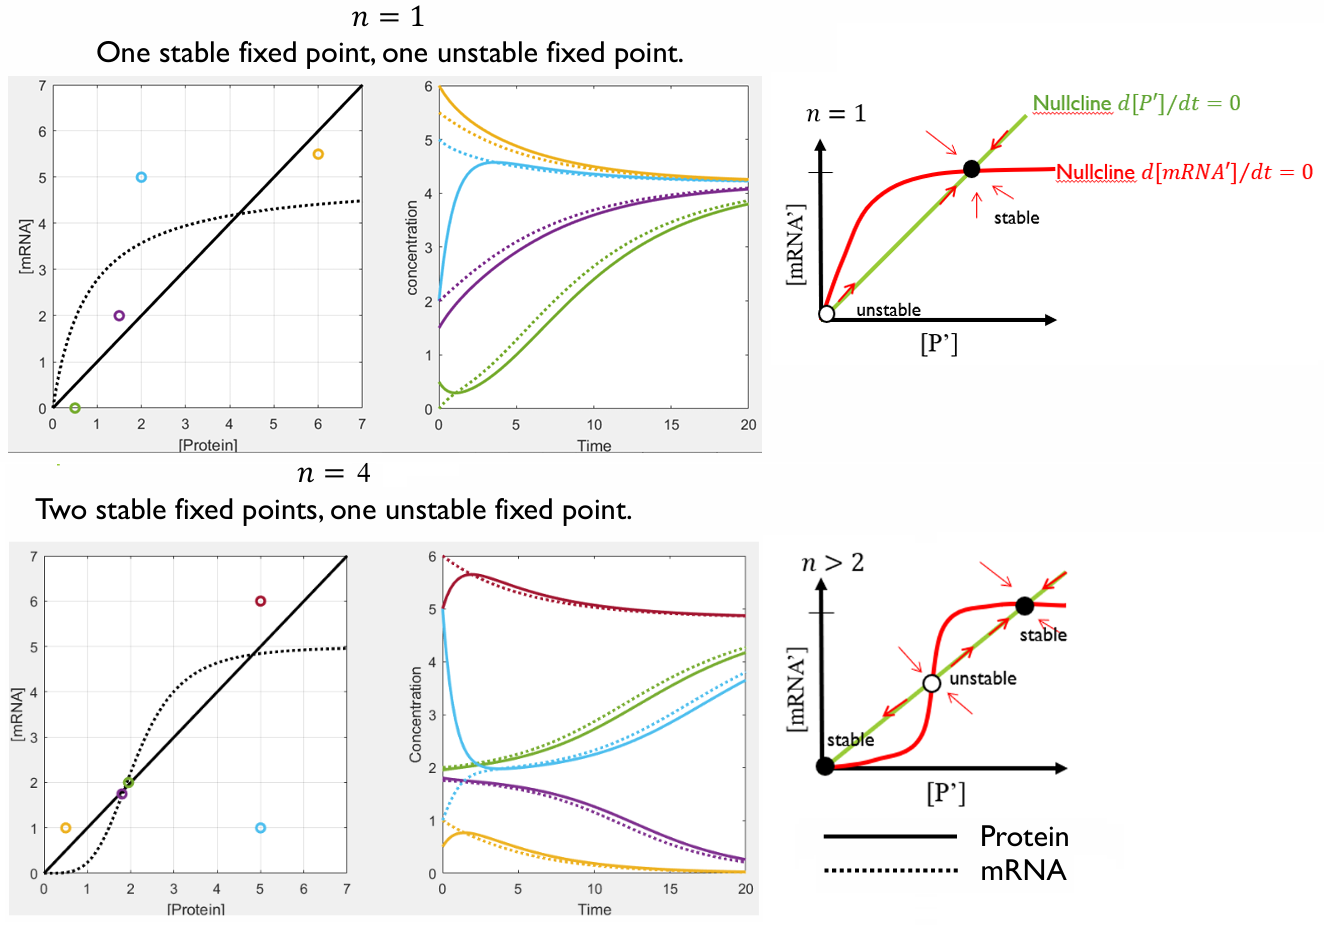 n = 1
One stable fixed point, one unstable fixed point.
7
6
5
4
3
2
1
0
[mRNA]
0 1 2 3 4 5 6 7
[Protein]
6
5
4
3
2
1
0
concentration
0 5 10 15 20
Time
n = 1
Nullcline d[P′]/dt = 0
Nullcline d[mRNA′]/dt = 0
stable
unstable
[mRNA’]
[P’]
n = 4
Two stable fixed points, one unstable fixed point.
7
6
5
4
3
2
1
0
[mRNA]
0 1 2 3 4 5 6 7
[Protein]
6
5
4
3
2
1
0
Concentration
0 5 10 15 20
Time
n > 2
stable
unstable
stable
[mRNA’]
[P’]
Protein
mRNA